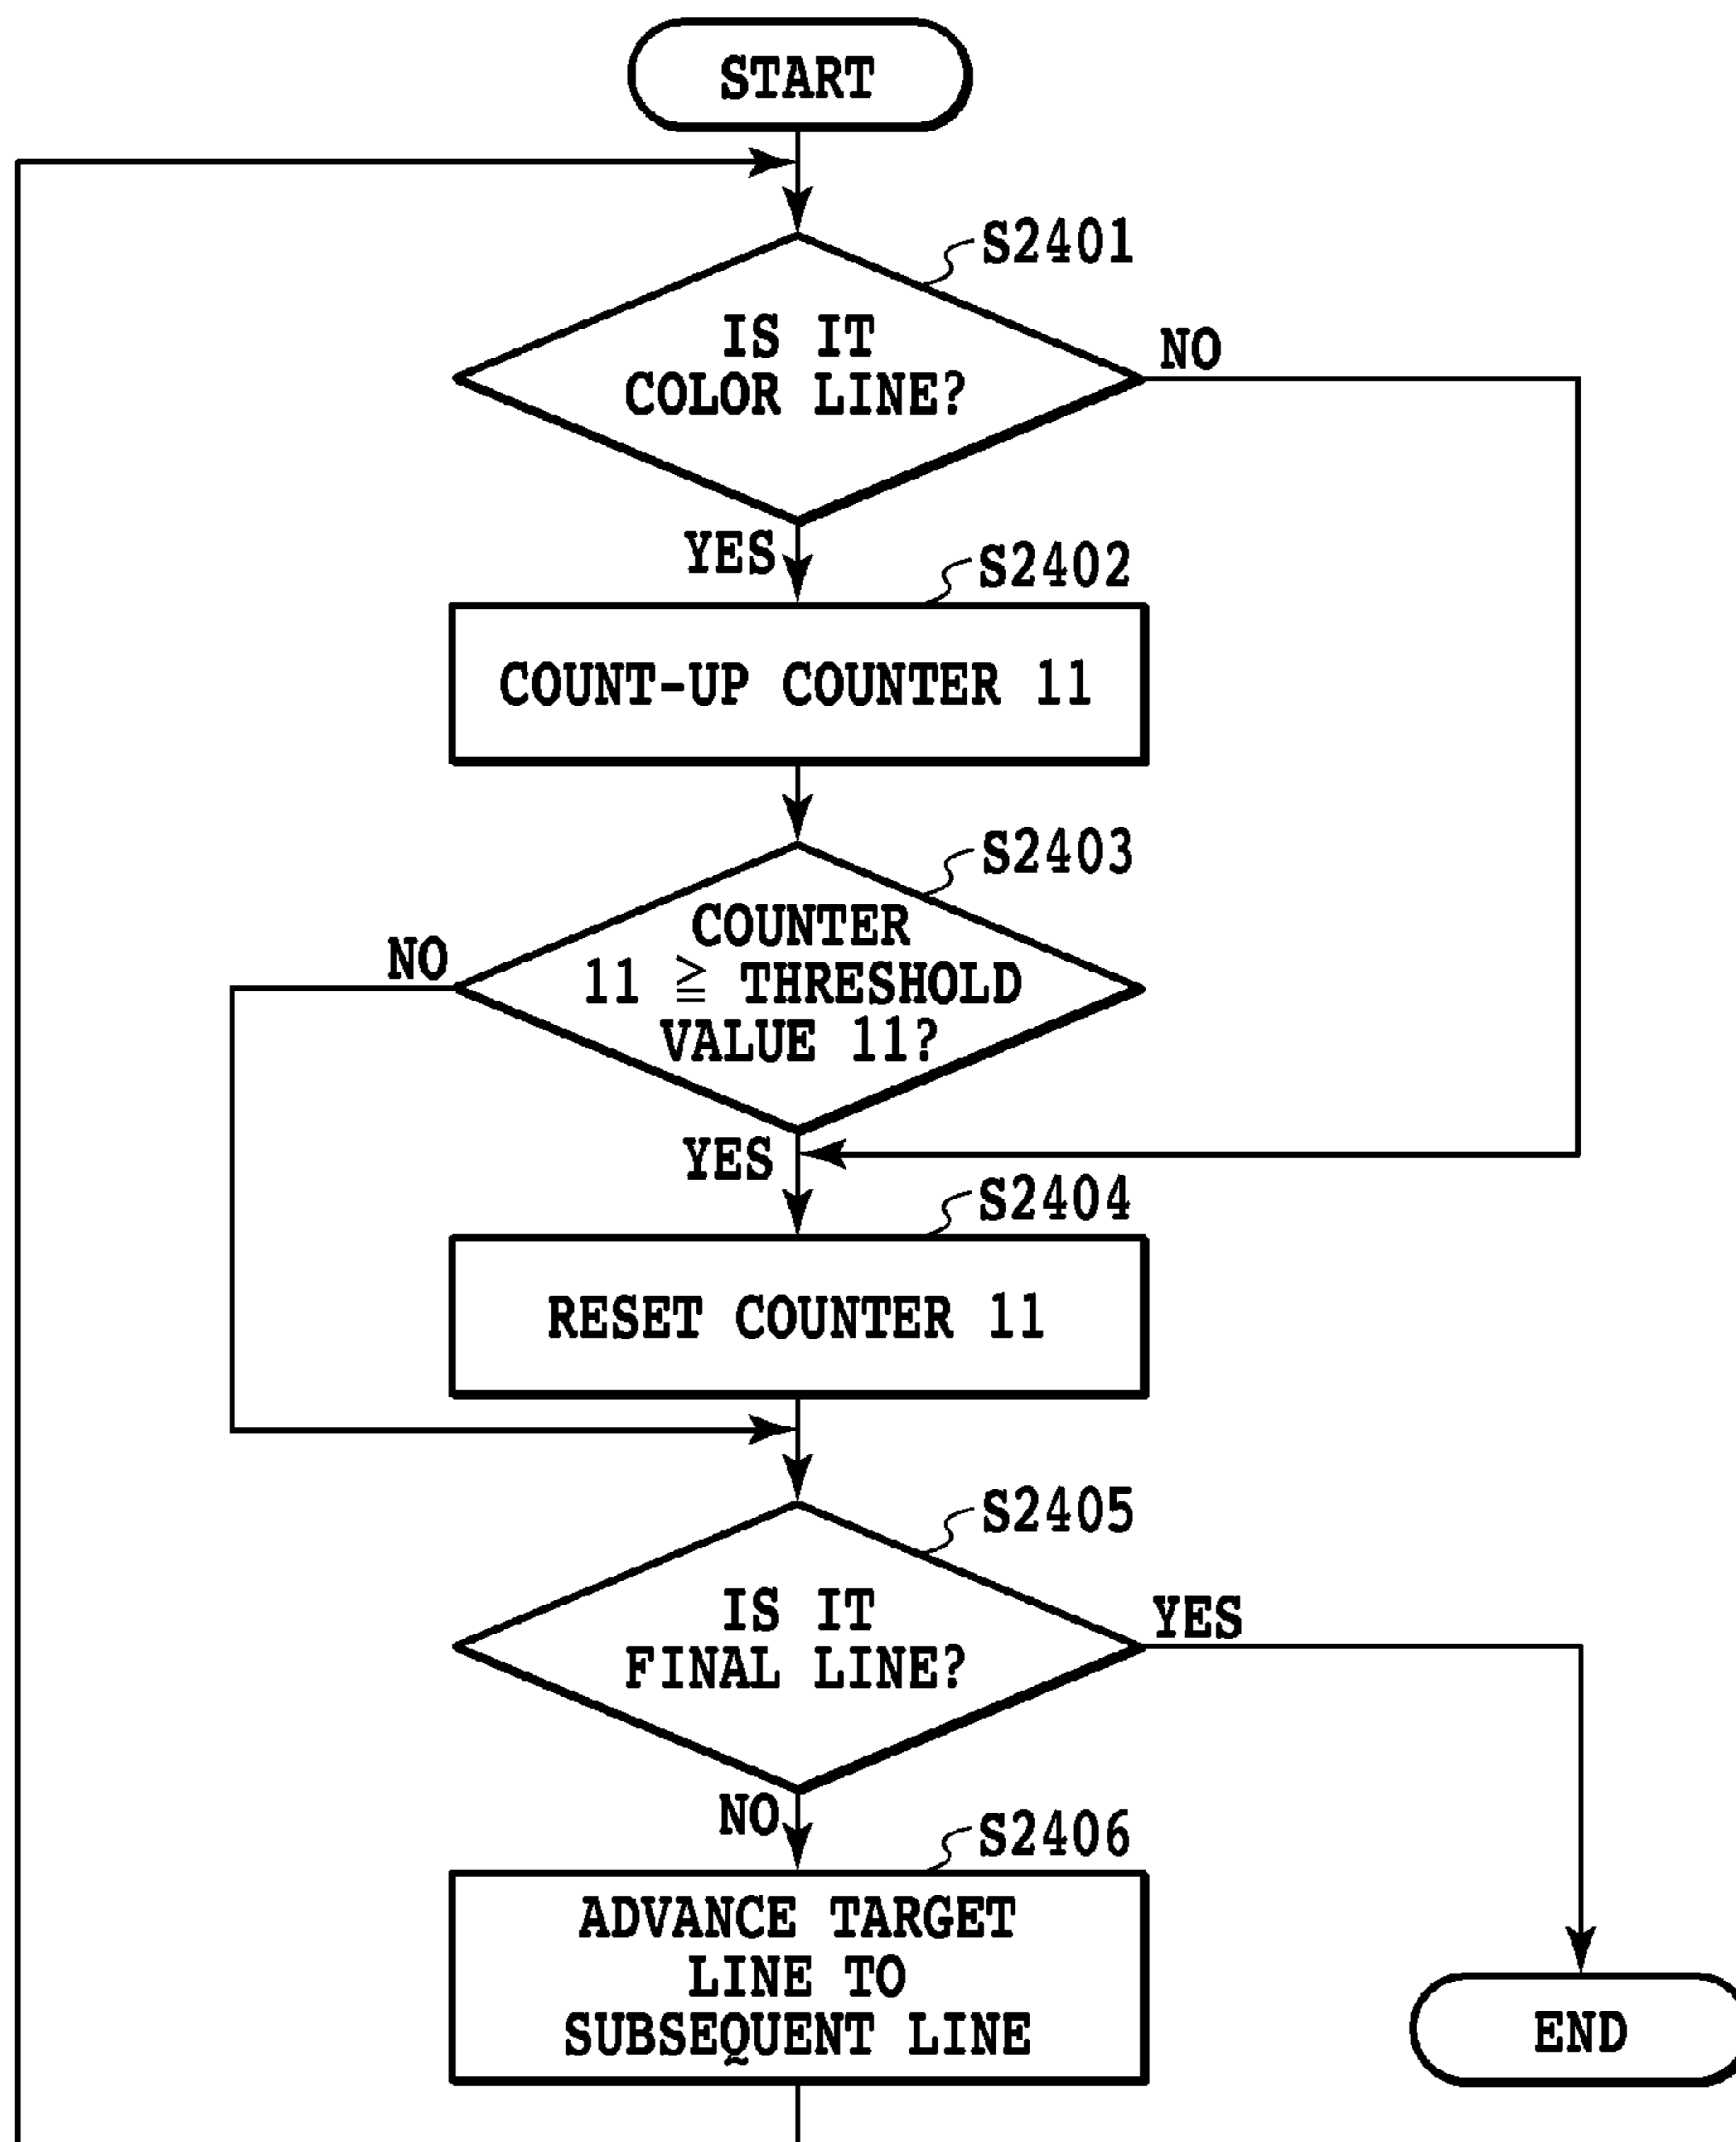 START
S2401
IS IT
COLOR LINE?
NO
YES
S2402
COUNT-UP COUNTER 11
S2403
COUNTER
11 ≧ THRESHOLD
VALUE 11?
NO
YES
S2404
RESET COUNTER 11
S2405
IS IT
FINAL LINE?
YES
NO
S2406
ADVANCE TARGET
LINE TO
SUBSEQUENT LINE
END